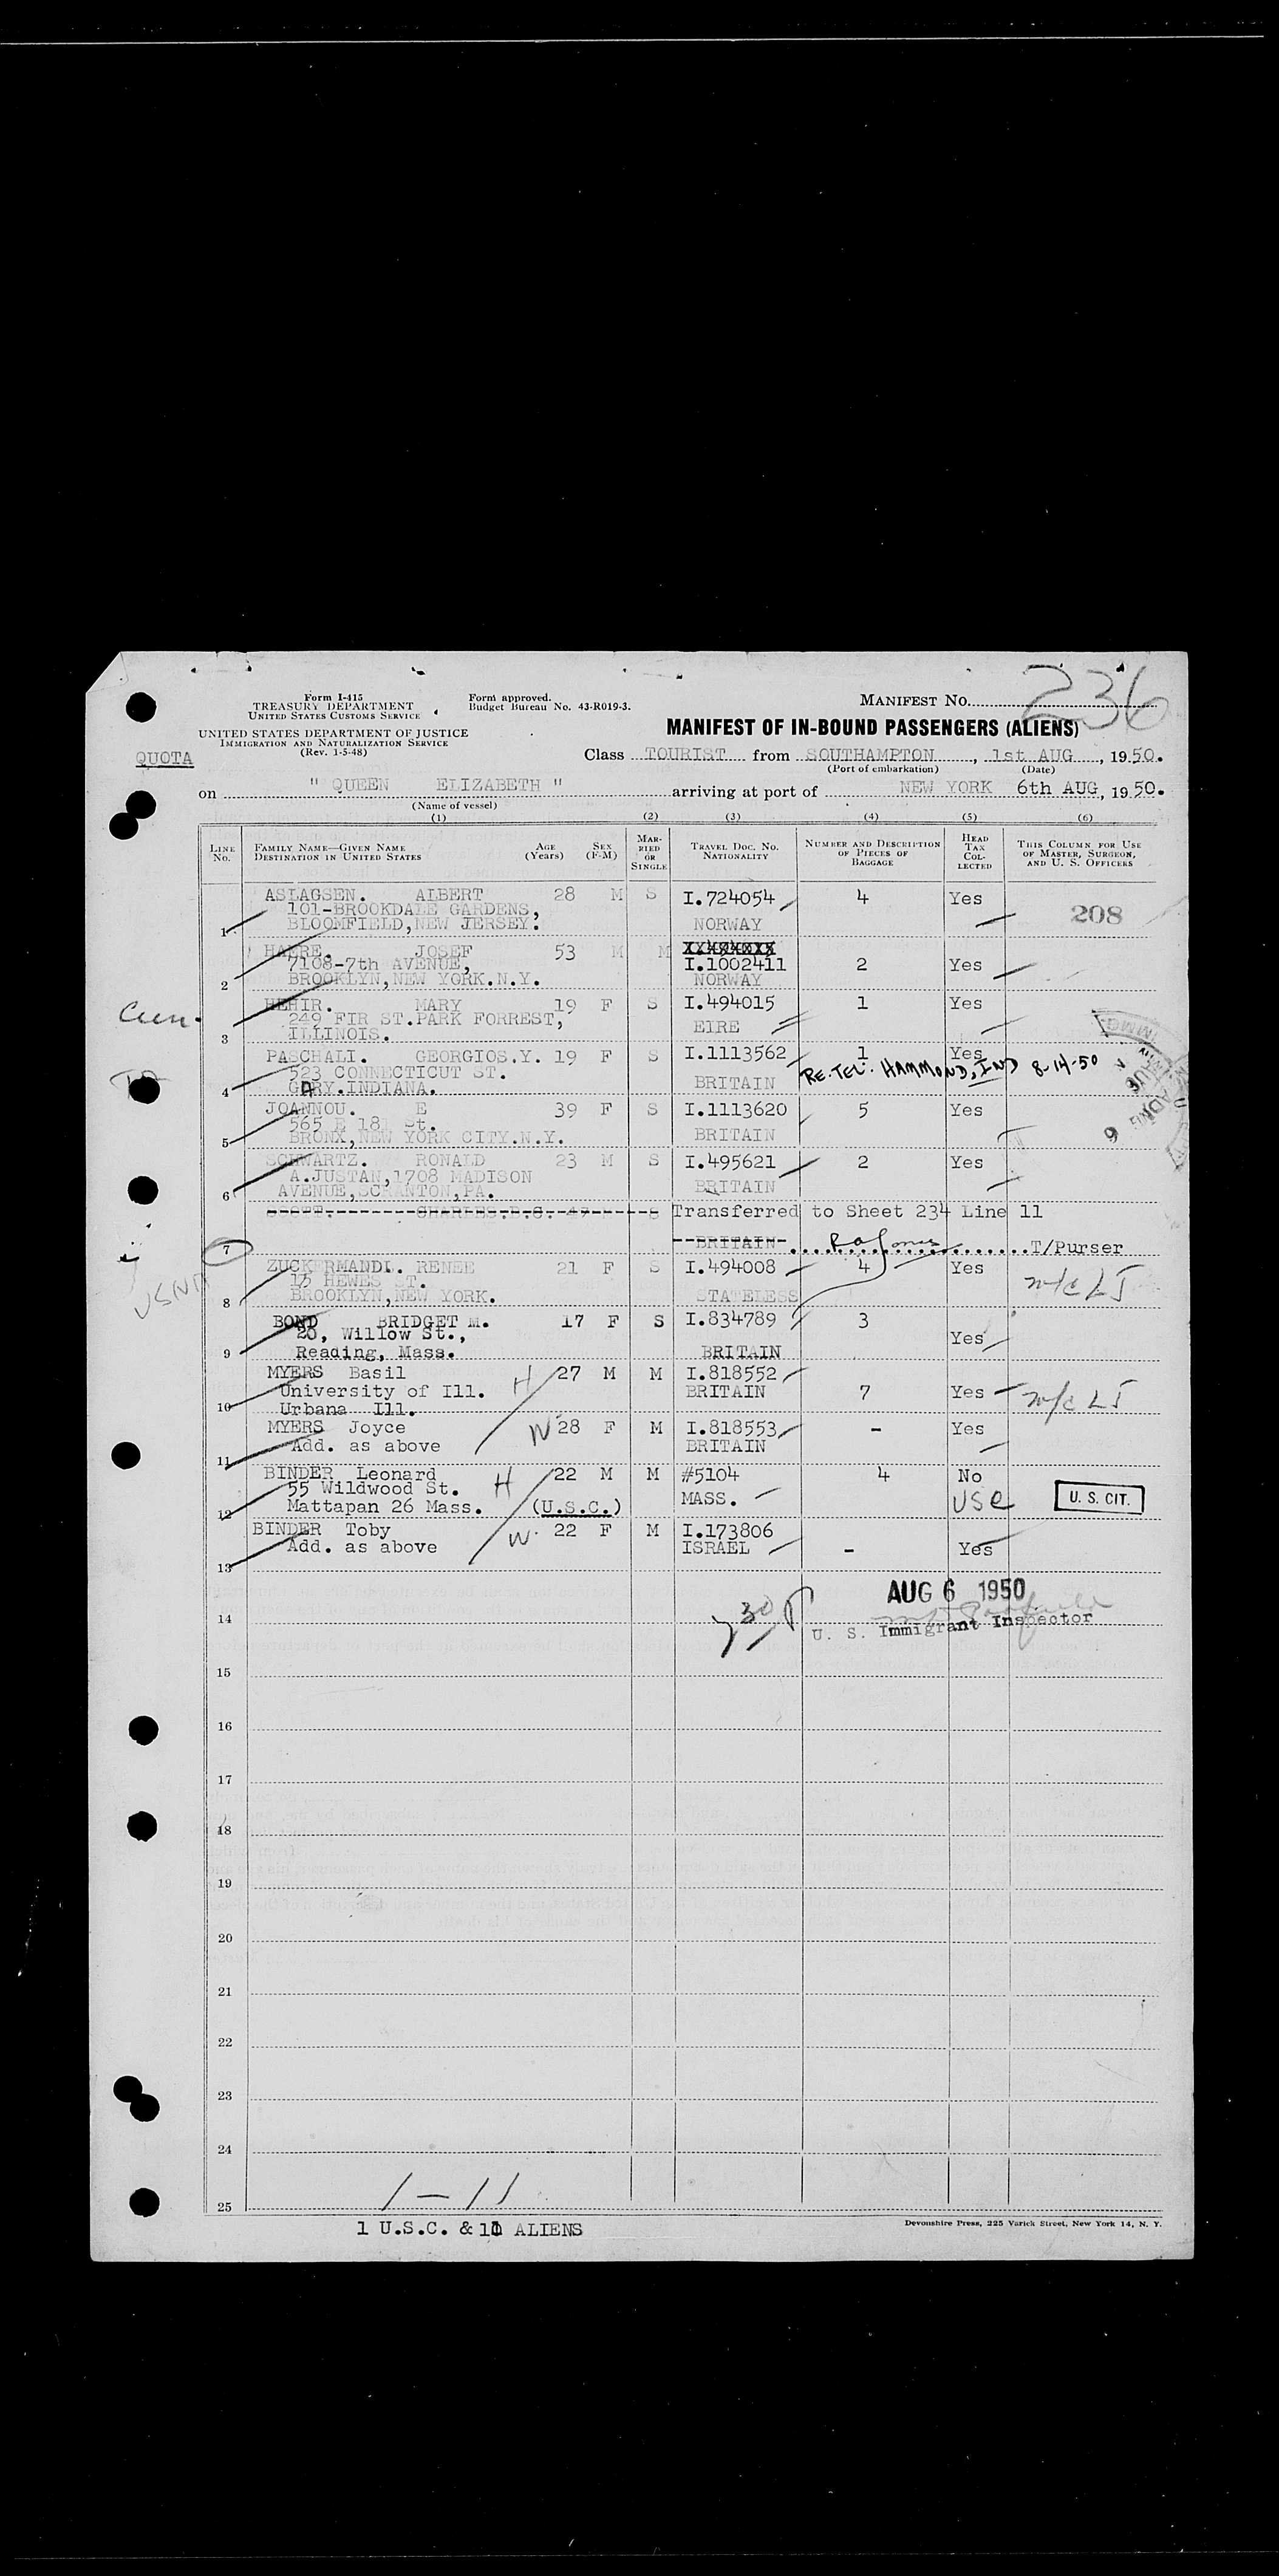 236
Form I-415
TREASURY DEPARTMENT
UNITED STATES CUSTOMS SERVICE
Form approved.
Budget Bureau No. 43-R019-3.
MANIFEST NO.
UNITED STATES DEPARTMENT OF JUSTICE
IMMIGRATION AND NATURALIZATION SERVICE
(Rev. 1-5-48)
MANIFEST OF IN-BOUND PASSENGERS (ALIENS)
QUOTA
Class TOURIST from SOUTHAMPTON, 1st AUG, 1950.
(Port of embarkation) (Date)
on " QUEEN ELIZABETH " arriving at port of NEW YORK 6th AUG, 1950.
(Name of vessel)
(1) (2) (3) (4) (5) (6)
LINE NO. FAMILY NAME—GIVEN NAME DESTINATION IN UNITED STATES AGE (Years) SEX (F-M) MARRIED OR SINGLE TRAVEL DOC. NO. NATIONALITY NUMBER AND DESCRIPTION OF PIECES OF BAGGAGE HEAD TAX COLLECTED THIS COLUMN FOR USE OF MASTER, SURGEON, AND U. S. OFFICERS
ASLAGSEN. ALBERT 28 M S I.724054 4 Yes
101-BROOKDALE GARDENS, 208
1 BLOOMFIELD,NEW JERSEY. NORWAY
JOSEF 53 M M
7108-7th AVENUE, I.1002411 2 Yes
2 BROOKLYN,NEW YORK.N.Y. NORWAY
HEHIR. MARY 19 F S I.494015 1 Yes
249 FIR ST.PARK FORREST,
3 ILLINOIS. EIRE
PASCHALI. GEORGIOS.Y. 19 F S I.1113562 1 Yes
523 CONNECTICUT ST. RE.TEL. HAMMOND, IND 8-14-50
4 GARY.INDIANA. BRITAIN
JOANNOU. E 39 F S I.1113620 5 Yes
565 E 181 St.
5 BRONX,NEW YORK CITY.N.Y. BRITAIN
SCHWARTZ. RONALD 23 M S I.495621 2 Yes
A.JUSTAN,1708 MADISON
6 AVENUE,SCRANTON,PA. BRITAIN
CHARLES.D.G. 47 S Transferred to Sheet 234 Line 11
7 BRITAIN T/Purser
ZUCKERMANDL. RENEE 21 F S I.494008 4 Yes
15 HEWES ST.
8 BROOKLYN,NEW YORK. STATELESS
BOND BRIDGET M. 17 F S I.834789 3
20, Willow St., Yes
9 Reading, Mass. BRITAIN
MYERS Basil H 27 M M I.818552
University of Ill. BRITAIN 7 Yes
10 Urbana Ill.
MYERS Joyce W 28 F M I.818553 - Yes
11 Add. as above BRITAIN
BINDER Leonard H 22 M M #5104 4 No
55 Wildwood St. MASS. USC U. S. CIT.
12 Mattapan 26 Mass. (U.S.C.)
BINDER Toby W. 22 F M I.173806
13 Add. as above ISRAEL - Yes
AUG 6 1950
14 U. S. Immigrant Inspector
15
16
17
18
19
20
21
22
23
24
1 - 11
25
1 U.S.C. & 11 ALIENS
Devonshire Press, 225 Varick Street, New York 14, N. Y.